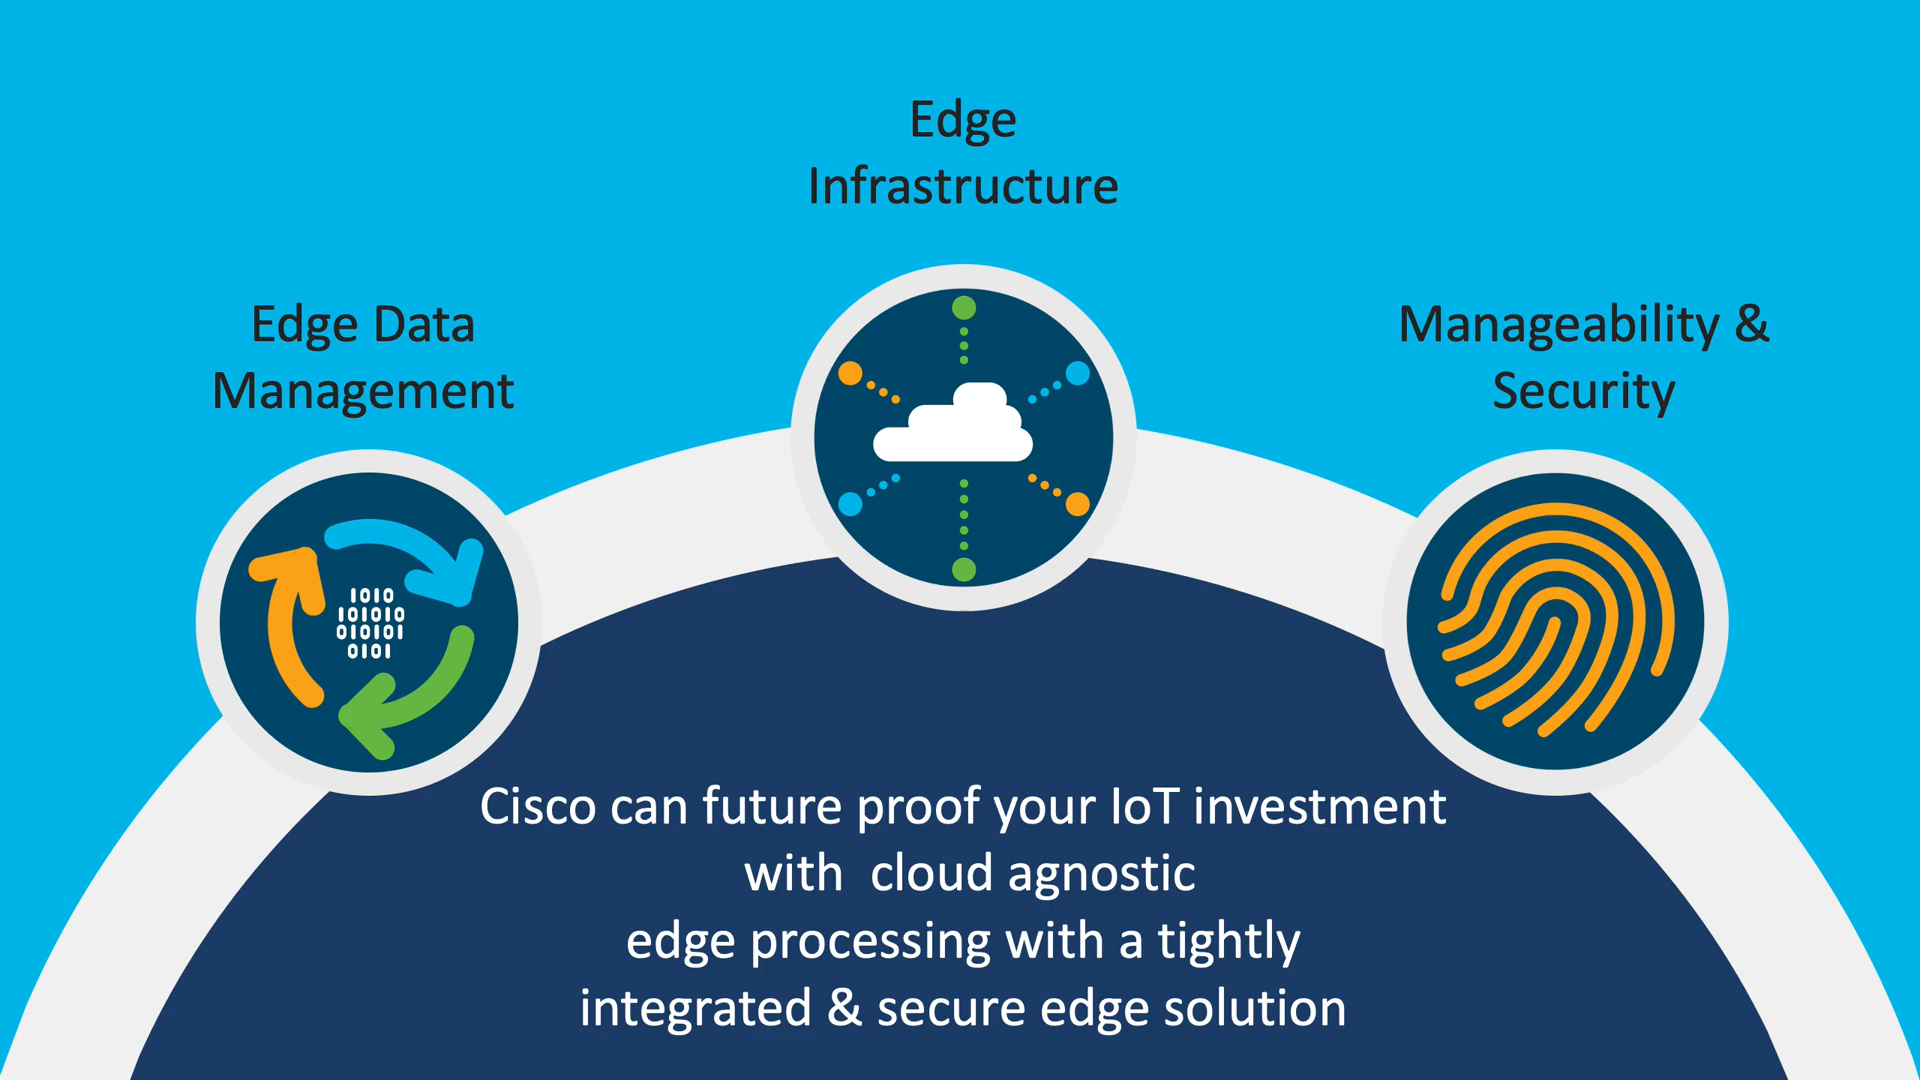 Edge
Infrastructure
Edge Data
Management
Manageability &
Security
1010
101010
010101
0101
Cisco can future proof your IoT investment
with  cloud agnostic
edge processing with a tightly
integrated & secure edge solution